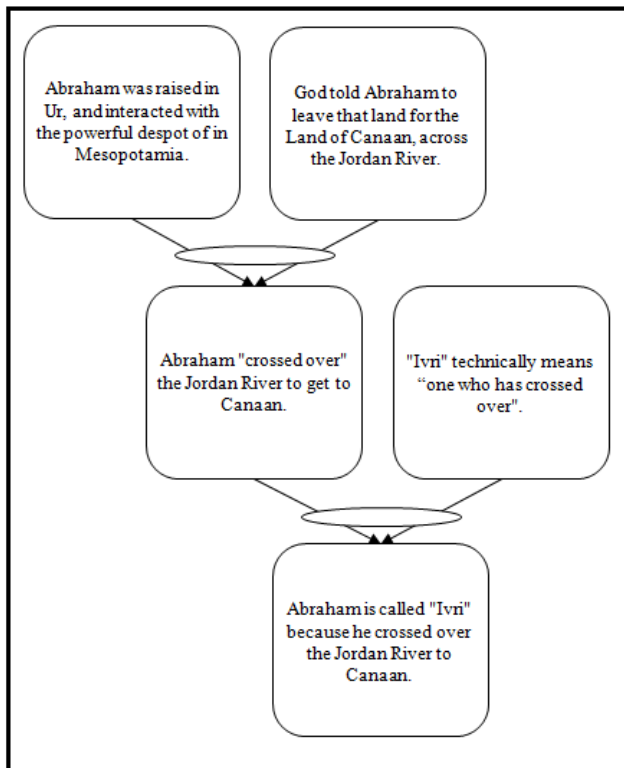 Abraham was raised in
Ur, and interacted with
the powerful despot of in
Mesopotamia.
God told Abraham to
leave that land for the
Land of Canaan, across
the Jordan River.
Abraham "crossed over"
the Jordan River to get to
Canaan.
"Ivri" technically means
“one who has crossed
over".
Abraham is called "Ivri"
because he crossed over
the Jordan River to
Canaan.